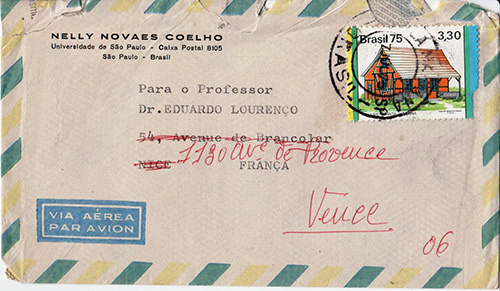 NELLY NOVAES COELHO
Universidade de São Paulo - Caixa Postal 8105
São Paulo - Brasil
Brasil 75 3,30
Para o Professor
Dr. EDUARDO LOURENÇO
54, Avenue de Brancolar
1130 Ave de Provence
NICE FRANÇA
Vence
06
VIA AÉREA
PAR AVION